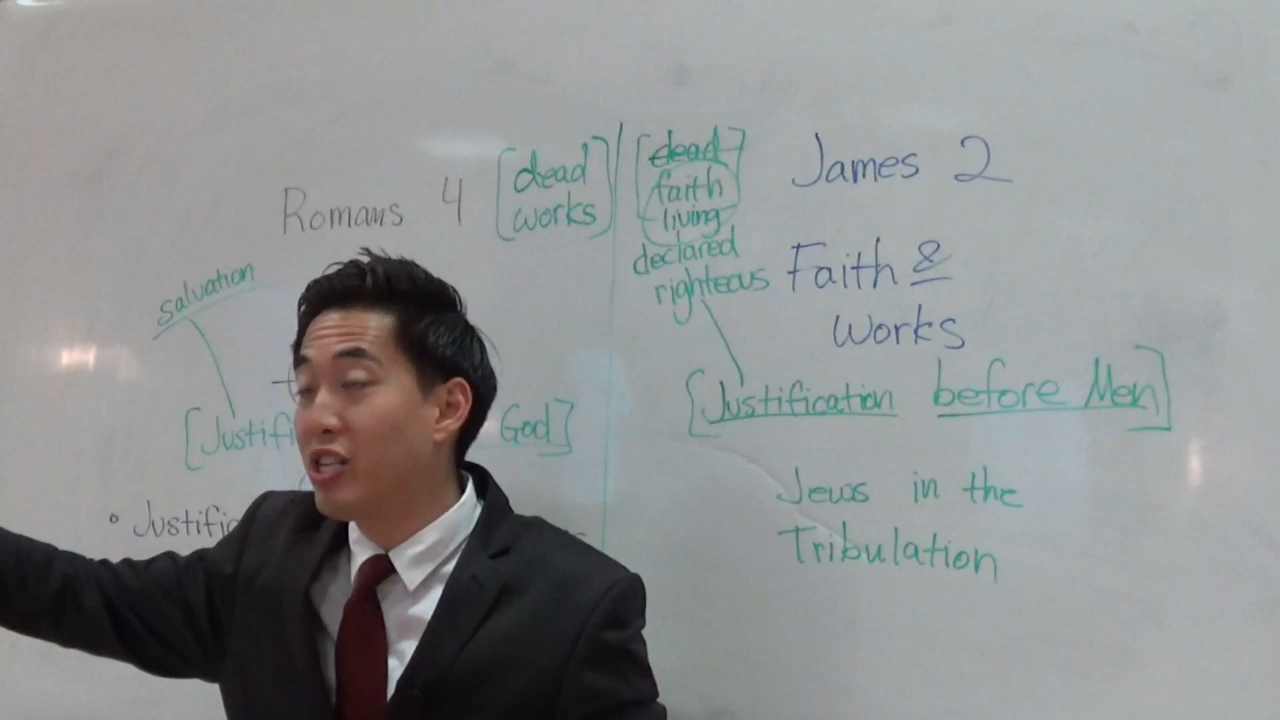 Romans 4
[dead
works]
salvation
[Justifi
God]
• Justific
[dead
faith
living
declared
righteous
James 2
Faith &
Works
[Justification before Men]
Jews in the
Tribulation